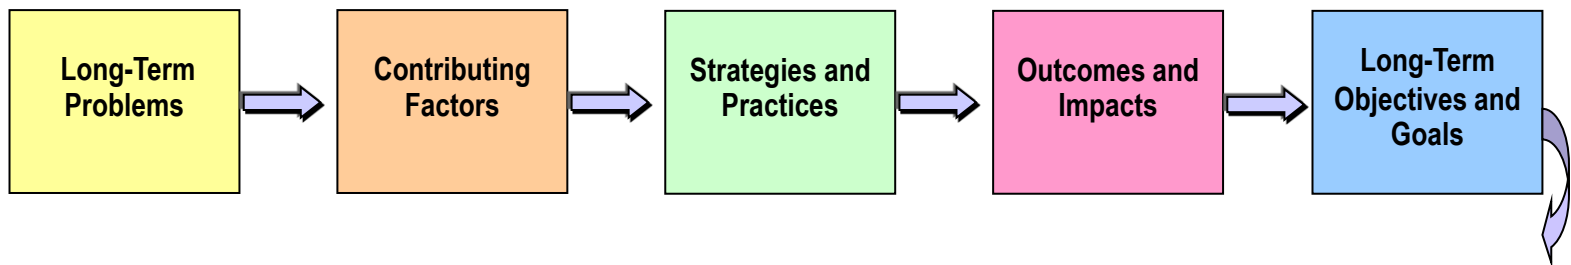 Long-Term
Problems
Contributing
Factors
Strategies and
Practices
Outcomes and
Impacts
Long-Term
Objectives and
Goals